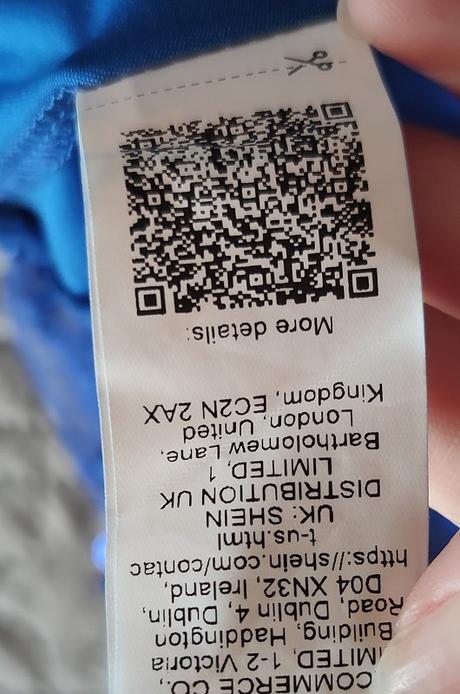 COMMERCE CO.,
LIMITED, 1-2 Victoria
Building, Haddington
Road, Dublin 4, Dublin,
D04 XN32, Ireland,
https://shein.com/contac
t-us.html
UK: SHEIN
DISTRIBUTION UK
LIMITED, 1
Bartholomew Lane,
London, United
Kingdom, EC2N 2AX
More details: